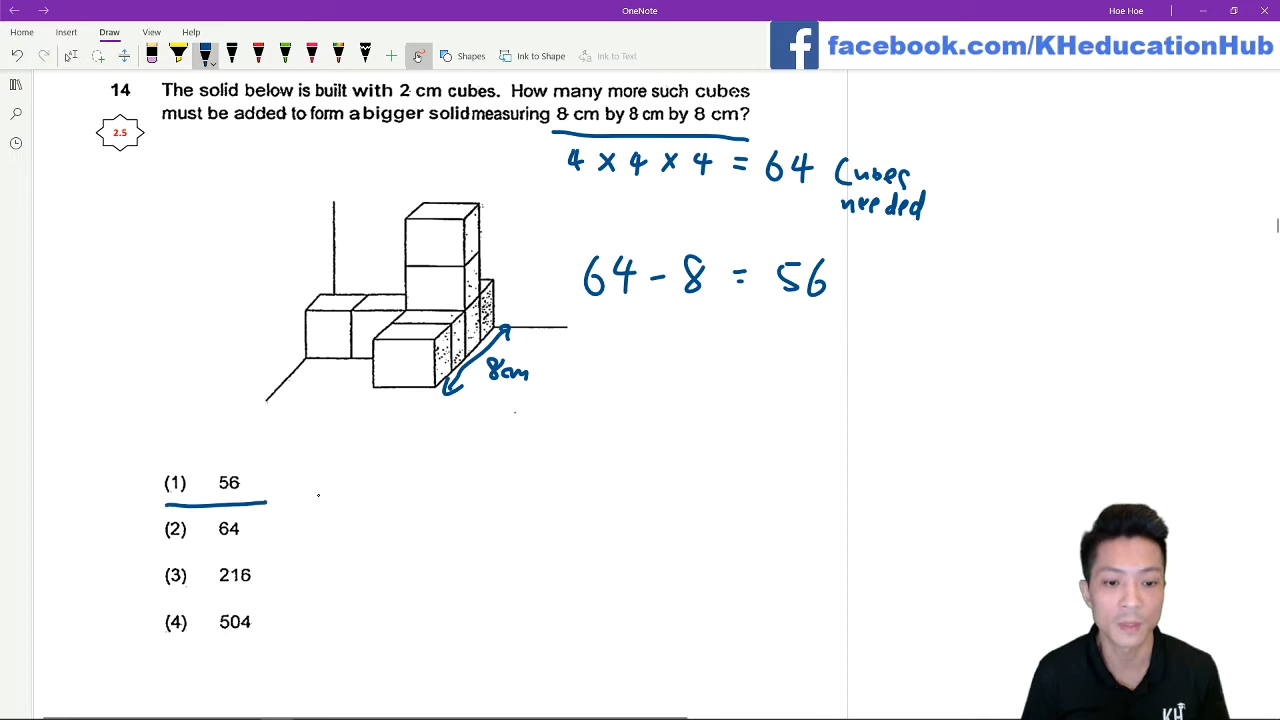 OneNote
Hoe Hoe
Home Insert Draw View Help
Shapes Ink to Shape Ink to Text
facebook.com/KHeducationHub
14 The solid below is built with 2 cm cubes. How many more such cubes
must be added to form a bigger solid measuring 8 cm by 8 cm by 8 cm?
2.5
4 × 4 × 4 = 64 Cubes
needed
64 - 8 = 56
8cm
(1) 56
(2) 64
(3) 216
(4) 504
KH